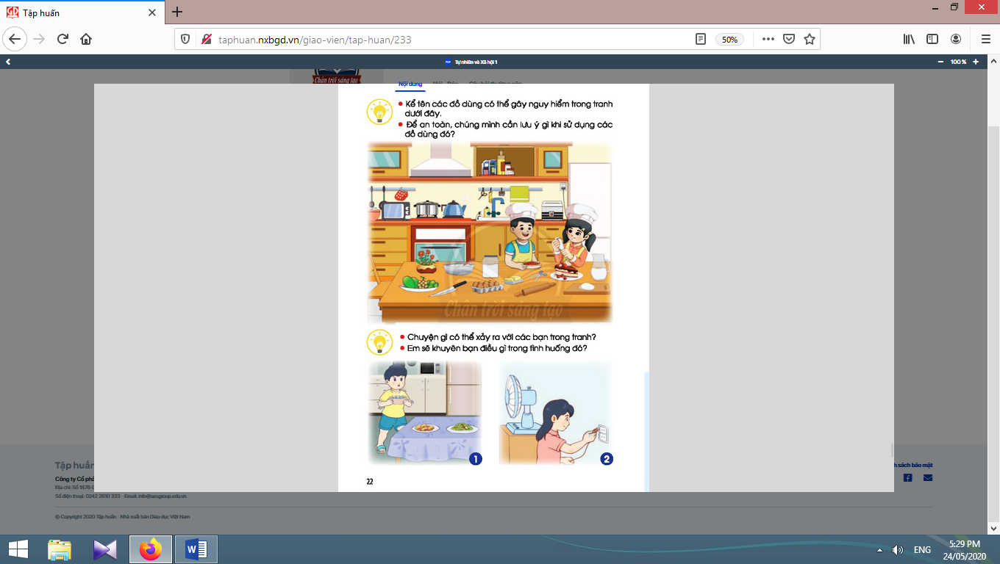 Tập huấn
taphuan.nxbgd.vn/giao-vien/tap-huan/233
50%
PDF Tự nhiên và Xã hội 1
100 %
Chân trời sáng tạo
Nội dung
Kể tên các đồ dùng có thể gây nguy hiểm trong tranh
dưới đây.
Để an toàn, chúng mình cần lưu ý gì khi sử dụng các
đồ dùng đó?
Chân trời sáng tạo
Chuyện gì có thể xảy ra với các bạn trong tranh?
Em sẽ khuyên bạn điều gì trong tình huống đó?
1
2
22
Tập huấn
Công ty Cổ phầ
Địa chỉ: Số 187B G
Số điện thoại: 0242 2610 333 Email: info@aesgroup.edu.vn
h sách bảo mật
© Copyright 2020 Tập huấn - Nhà xuất bản Giáo dục Việt Nam
ENG
5:29 PM
24/05/2020